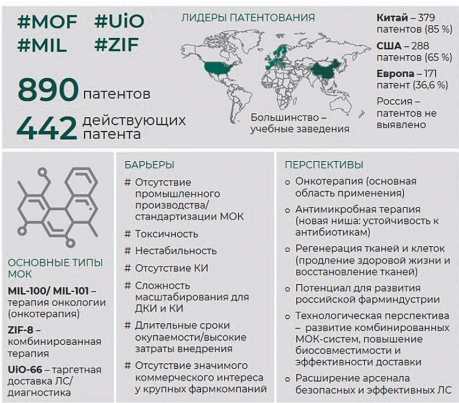 #MOF #UiO
#MIL #ZIF
890 патентов
442 действующих
патента
ЛИДЕРЫ ПАТЕНТОВАНИЯ
Большинство –
учебные заведения
Китай – 379
патентов (85 %)
США – 288
патентов (65 %)
Европа – 171
патент (36,6 %)
Россия –
патентов не
выявлено
ОСНОВНЫЕ ТИПЫ
МОК
MIL-100/ MIL-101 –
терапия онкологии
(онкотерапия)
ZIF-8 –
комбинированная
терапия
UiO-66 – таргетная
доставка ЛС/
диагностика
БАРЬЕРЫ
# Отсутствие
промышленного
производства/
стандартизации МОК
# Токсичность
# Нестабильность
# Отсутствие КИ
# Сложность
масштабирования для
ДКИ и КИ
# Длительные сроки
окупаемости/высокие
затраты внедрения
# Отсутствие значимого
коммерческого интереса
у крупных фармкомпаний
ПЕРСПЕКТИВЫ
o Онкотерапия (основная
область применения)
o Антимикробная терапия
(новая ниша: устойчивость к
антибиотикам)
o Регенерация тканей и клеток
(продление здоровой жизни и
восстановление тканей)
o Потенциал для развития
российской фарминдустрии
o Технологическая перспектива
– развитие комбинированных
МОК-систем, повышение
биосовместимости и
эффективности доставки
o Расширение арсенала
безопасных и эффективных ЛС